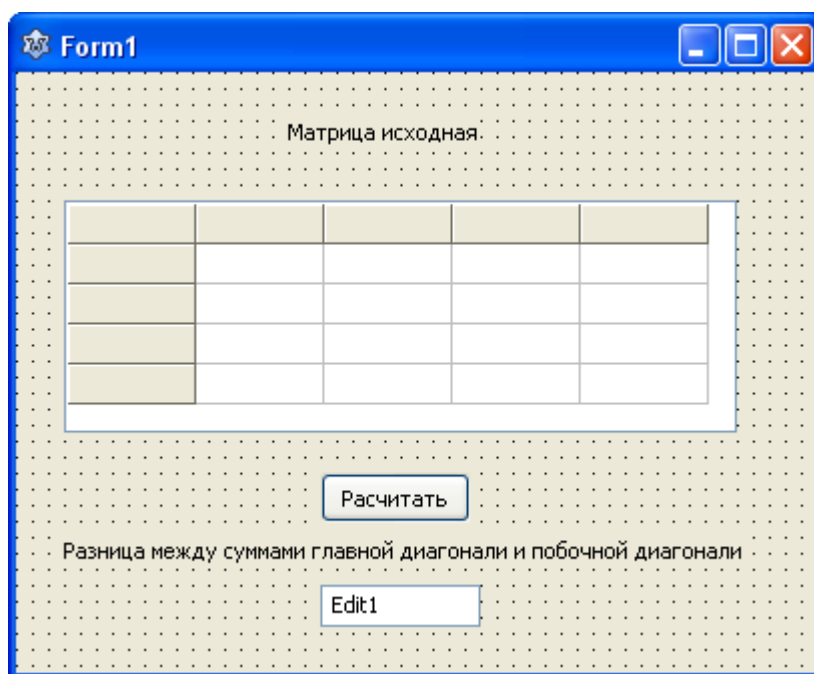 Form1
Матрица исходная
Расчитать
Разница между суммами главной диагонали и побочной диагонали
Edit1